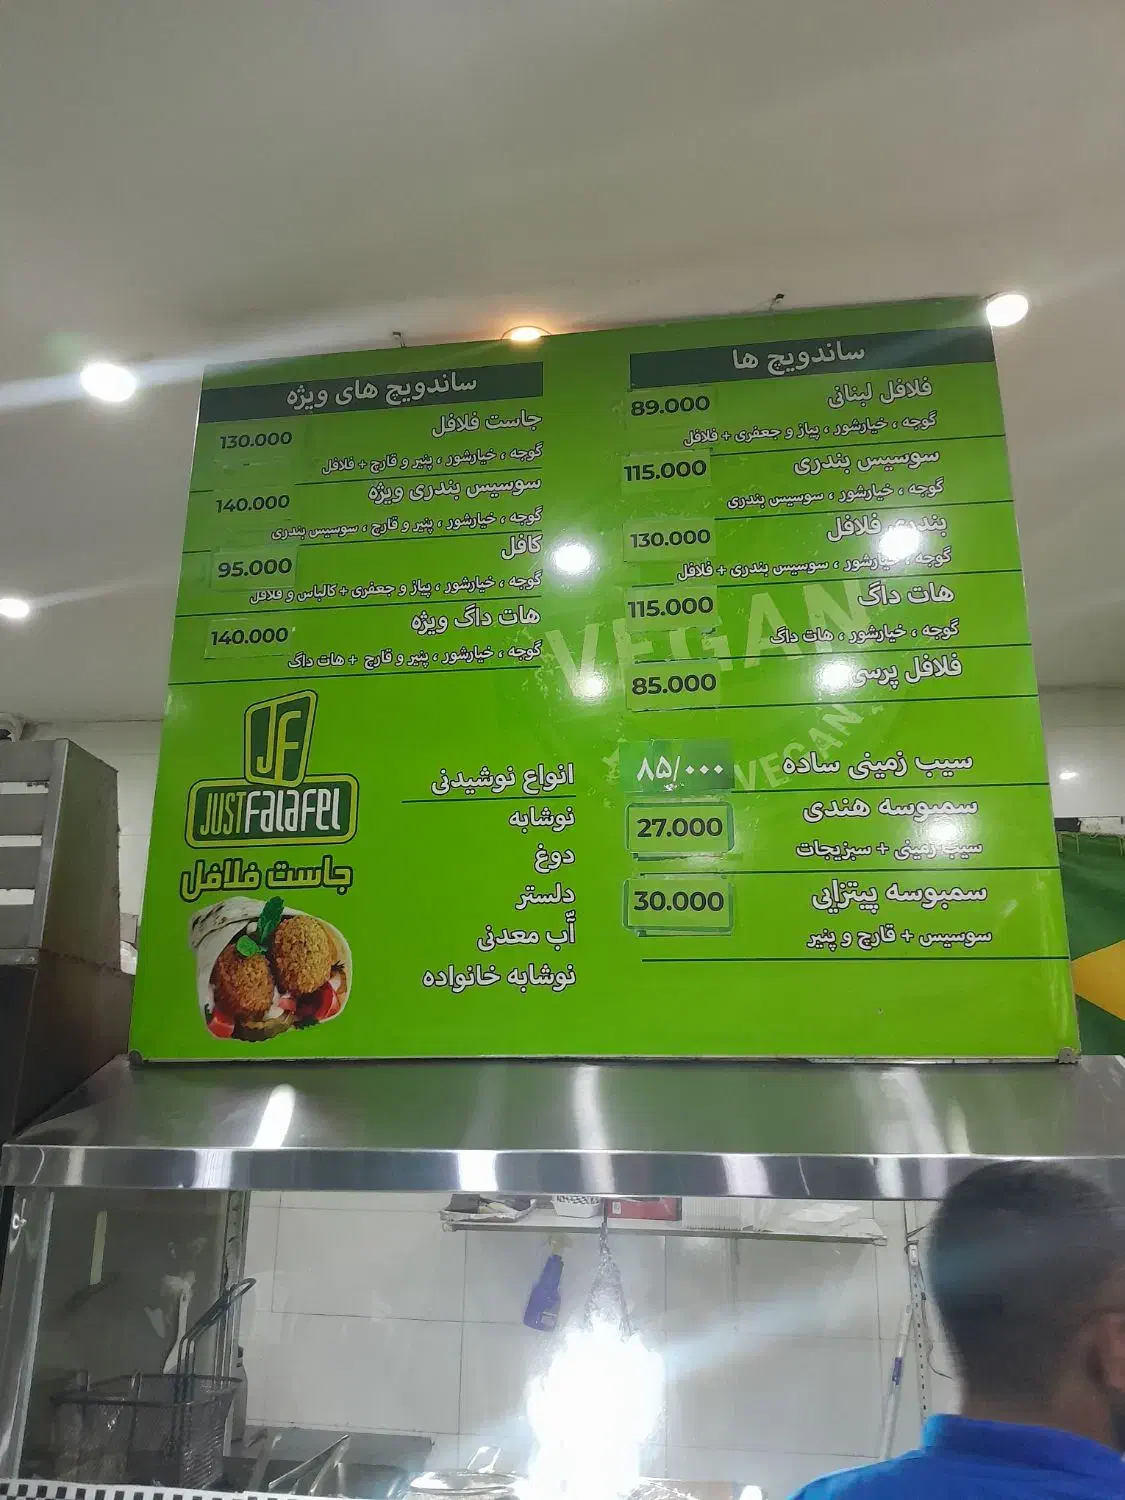 ساندویچ ها
فلافل لبنانی 89.000
گوجه ، خیارشور ، پیاز و جعفری + فلافل
سوسیس بندری 115.000
گوجه ، خیارشور ، سوسیس بندری
بندری فلافل 130.000
گوجه ، خیارشور ، سوسیس بندری + فلافل
هات داگ 115.000
گوجه ، خیارشور ، هات داگ
فلافل پرسی 85.000
سیب زمینی ساده ۸۵/۰۰۰
سمبوسه هندی 27.000
سیب زمینی + سبزیجات
سمبوسه پیتزایی 30.000
سوسیس + قارچ و پنیر
ساندویچ های ویژه
جاست فلافل 130.000
گوجه ، خیارشور ، پنیر و قارچ + فلافل
سوسیس بندری ویژه 140.000
گوجه ، خیارشور ، پنیر و قارچ ، سوسیس بندری
کافل 95.000
گوجه ، خیارشور ، پیاز و جعفری + کالباس و فلافل
هات داگ ویژه 140.000
گوجه ، خیارشور ، پنیر و قارچ + هات داگ
انواع نوشیدنی
نوشابه
دوغ
دلستر
آب معدنی
نوشابه خانواده
JF
JUST FALAFEL
جاست فلافل
VEGAN
VEGAN